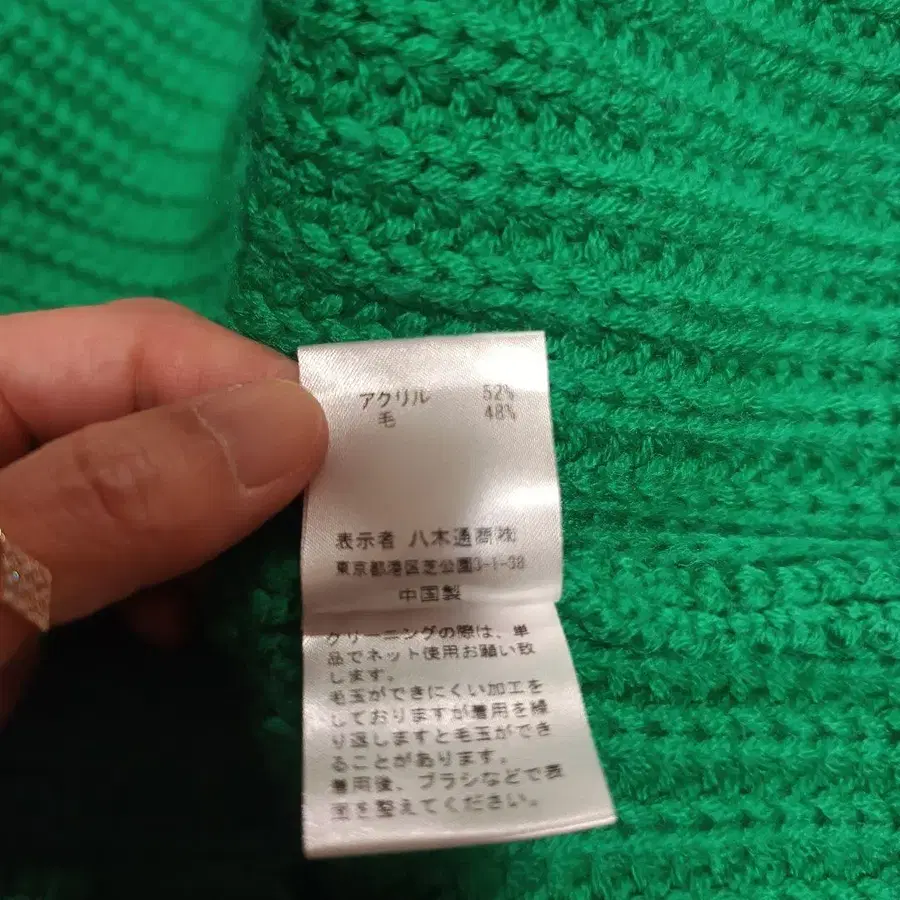 アクリル 52%
毛 48%
表示者 八木通商㈱
東京都港区芝公園3-1-38
中国製
クリーニングの際は、単
品でネット使用お願い致
します。
毛玉ができにくい加工を
しておりますが着用を繰
り返しますと毛玉ができ
ることがあります。
着用後、ブラシなどで表
面を整えてください。